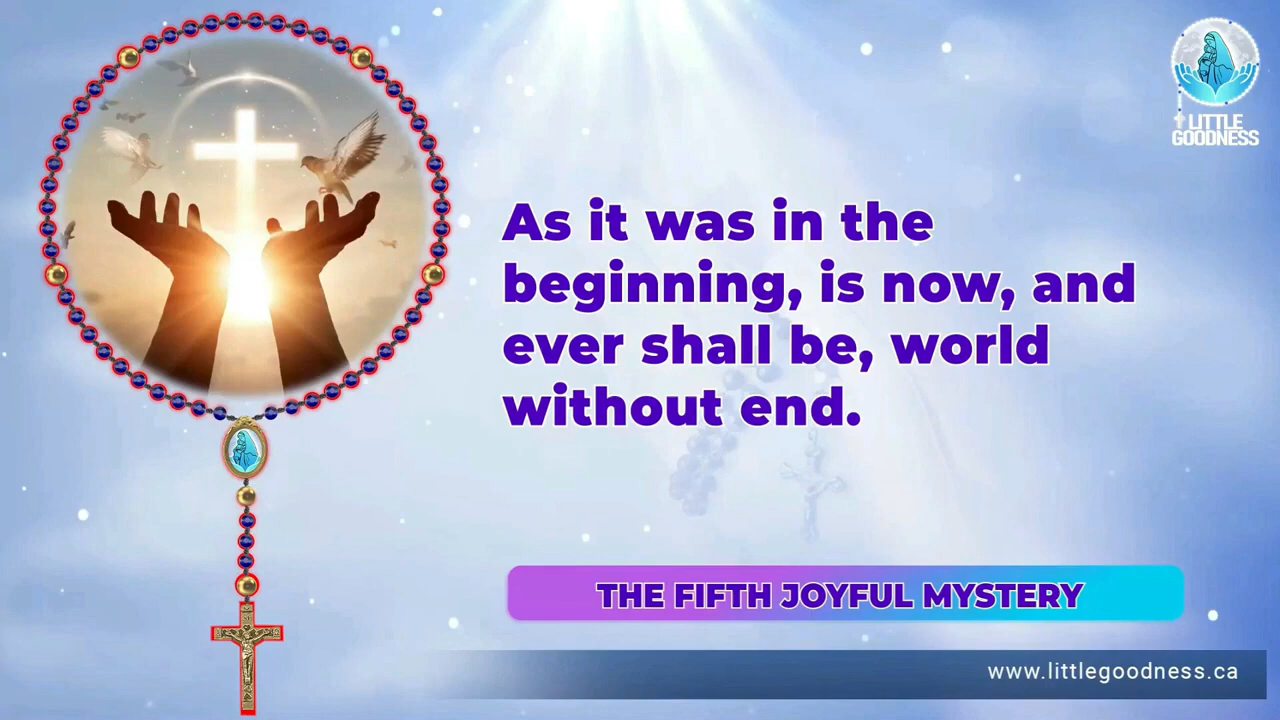 LITTLE
GOODNESS
As it was in the
beginning, is now, and
ever shall be, world
without end.
THE FIFTH JOYFUL MYSTERY
www.littlegoodness.ca